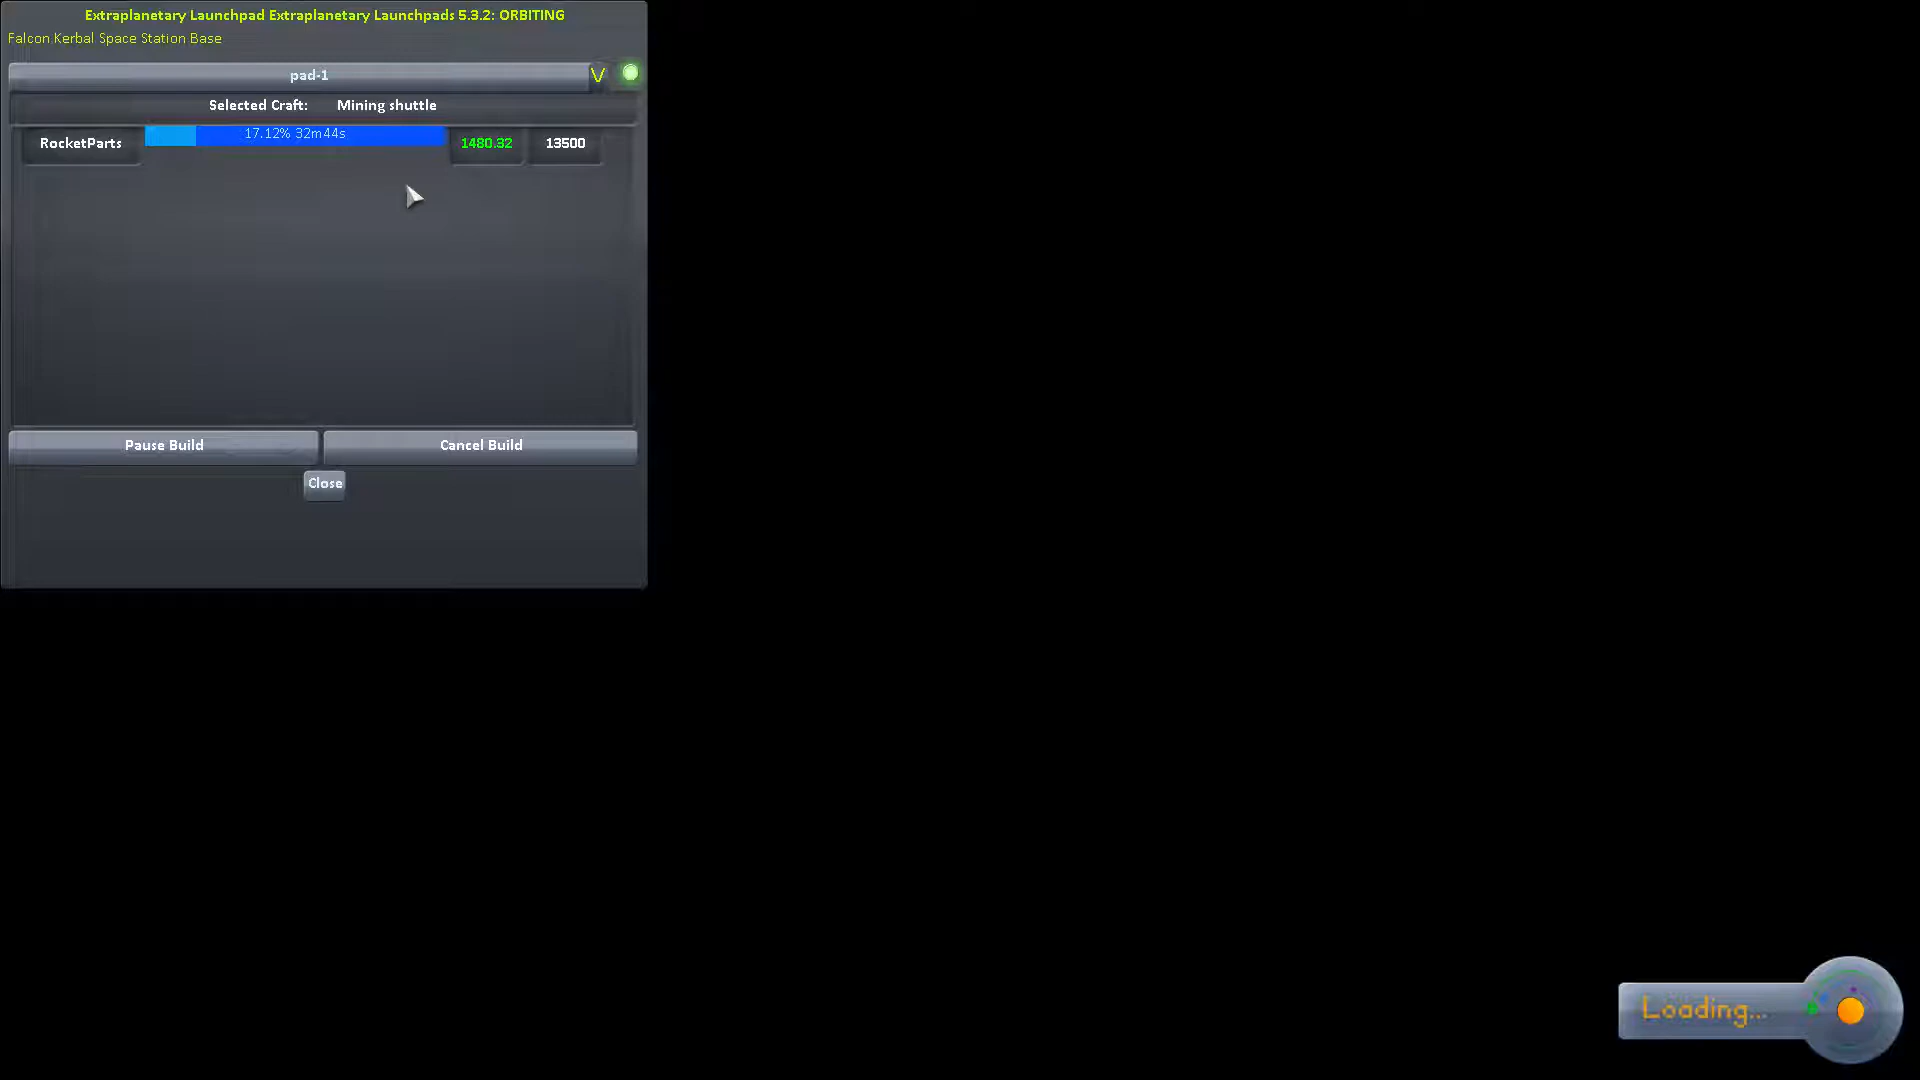 Extraplanetary Launchpad Extraplanetary Launchpads 5.3.2: ORBITING
Falcon Kerbal Space Station Base
pad-1 V
Selected Craft: Mining shuttle
RocketParts 17.12% 32m44s 1480.32 13500
Pause Build Cancel Build
Close
Loading...